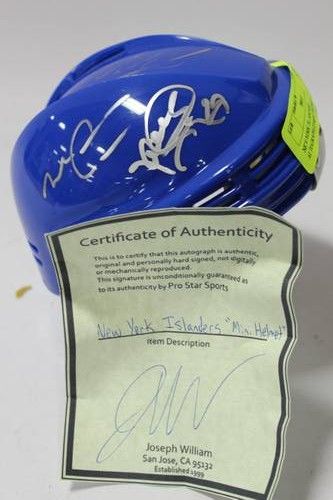 Certificate of Authenticity
This is to certify that this autograph is authentic,
original and personally hand signed, not digitally
or mechanically reproduced.
This signature is unconditionally guaranteed as
to its authenticity by Pro Star Sports
New York Islanders "Mini Helmet"
Item Description
Joseph William
San Jose, CA 95132
Established 1999